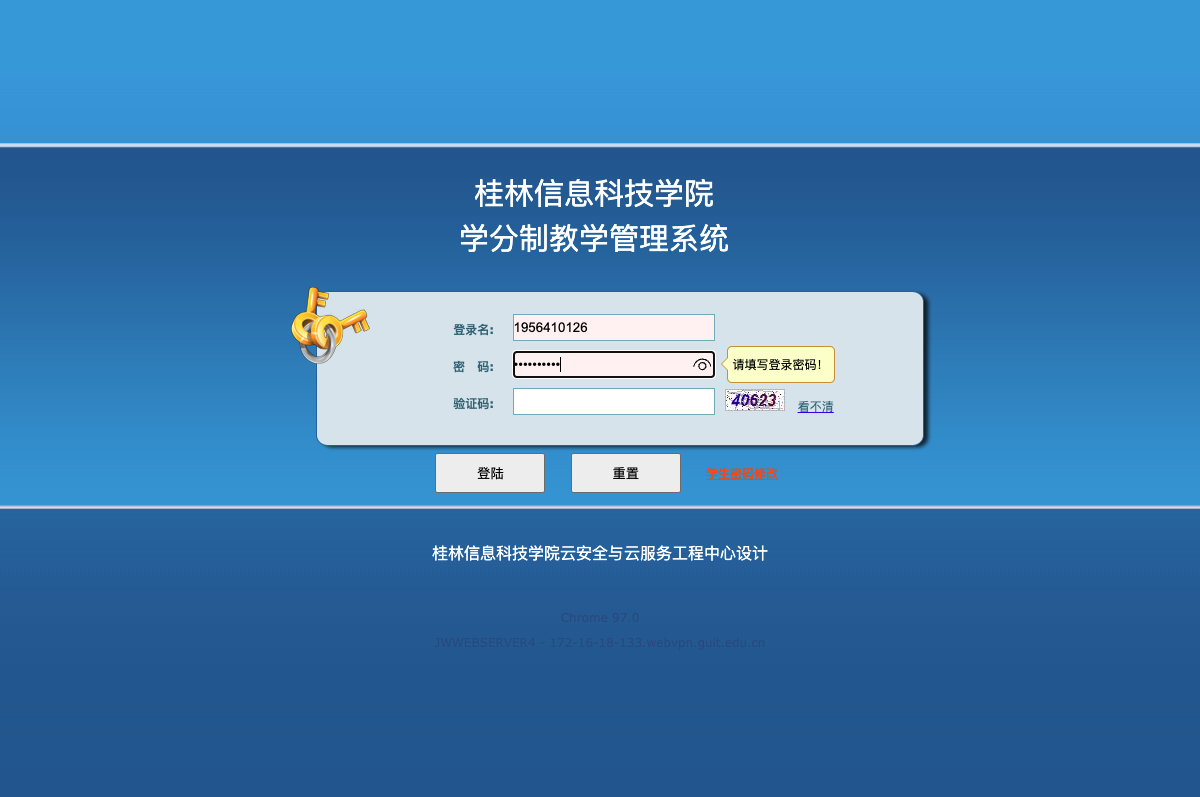 桂林信息科技学院
学分制教学管理系统
登录名: 1956410126
密 码: •••••••••• 请填写登录密码!
验证码: 40623 看不清
登陆 重置 学生密码修改
桂林信息科技学院云安全与云服务工程中心设计
Chrome 97.0
JWWEBSERVER4 - 172-16-18-133.webvpn.guit.edu.cn